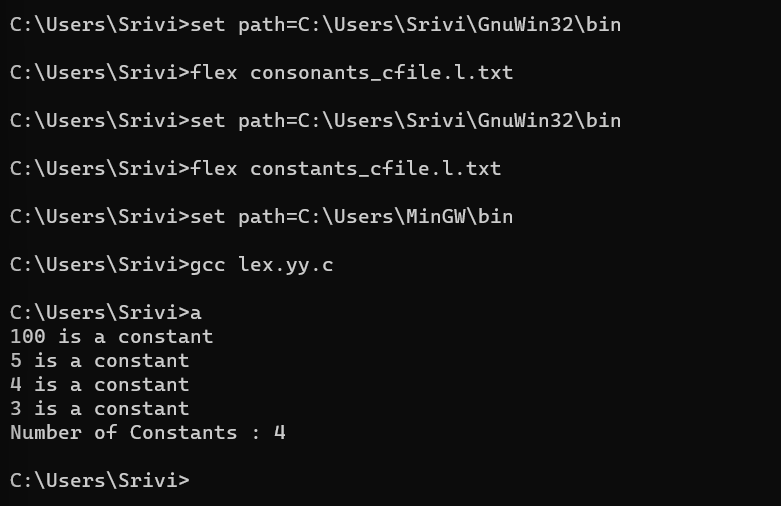 C:\Users\Srivi>set path=C:\Users\Srivi\GnuWin32\bin
C:\Users\Srivi>flex consonants_cfile.l.txt
C:\Users\Srivi>set path=C:\Users\Srivi\GnuWin32\bin
C:\Users\Srivi>flex constants_cfile.l.txt
C:\Users\Srivi>set path=C:\Users\MinGW\bin
C:\Users\Srivi>gcc lex.yy.c
C:\Users\Srivi>a
100 is a constant
5 is a constant
4 is a constant
3 is a constant
Number of Constants : 4
C:\Users\Srivi>